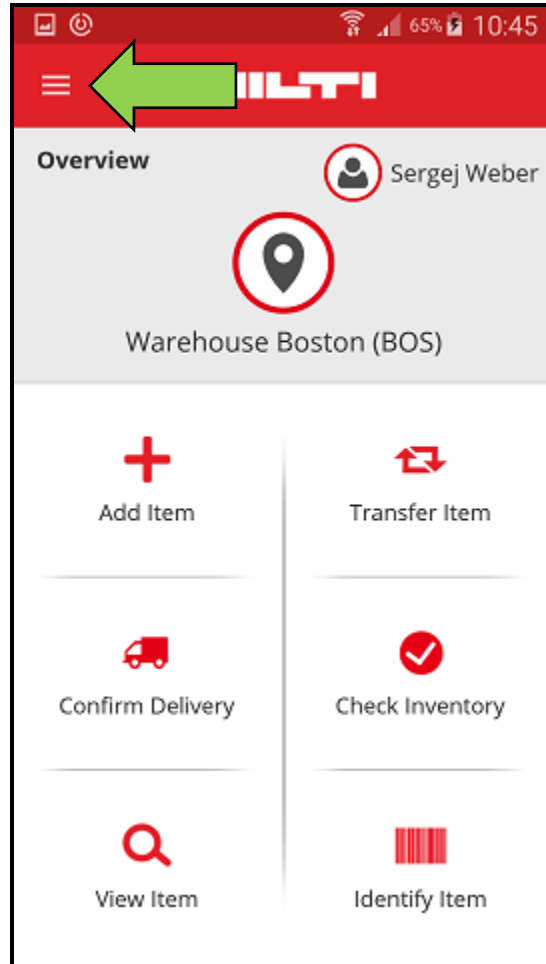 65% 10:45
HILTI
Overview
Sergej Weber
Warehouse Boston (BOS)
Add Item
Transfer Item
Confirm Delivery
Check Inventory
View Item
Identify Item